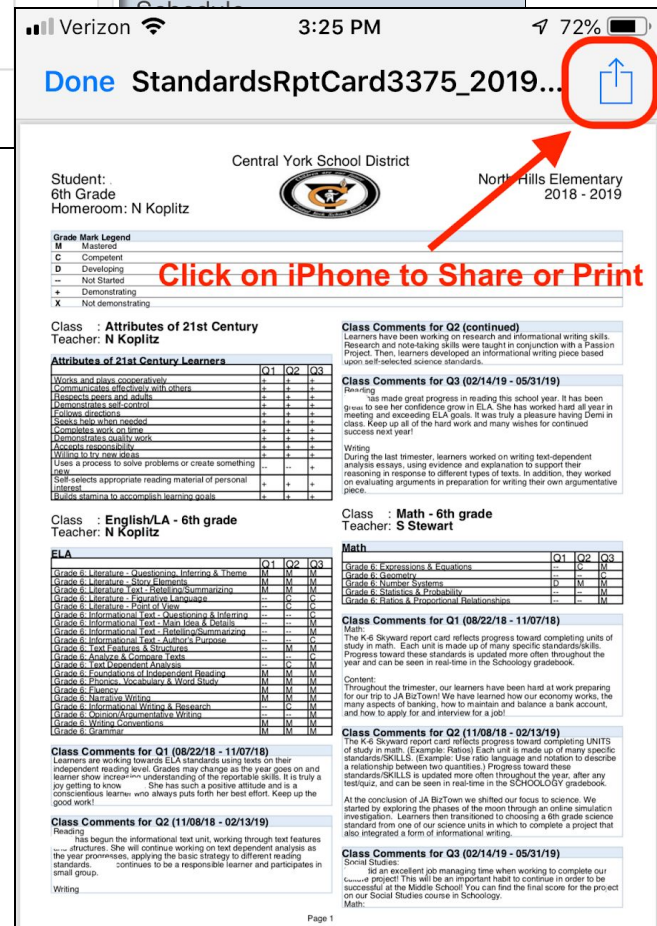 Schedule
Verizon
3:25 PM
72%
Done StandardsRptCard3375_2019...
Central York School District
Student:
6th Grade
Homeroom: N Koplitz
North Hills Elementary
2018 - 2019
Grade Mark Legend
M Mastered
C Competent
D Developing
-- Not Started
+ Demonstrating
X Not demonstrating
Click on iPhone to Share or Print
Class : Attributes of 21st Century
Teacher: N Koplitz
Attributes of 21st Century Learners
Q1 Q2 Q3
Works and plays cooperatively + + +
Communicates effectively with others + + +
Respects peers and adults + + +
Demonstrates self-control + + +
Follows directions + + +
Seeks help when needed + + +
Completes work on time + + +
Demonstrates quality work + + +
Accepts responsibility + + +
Willing to try new ideas + + +
Uses a process to solve problems or create something
new -- -- +
Self-selects appropriate reading material of personal
interest + + +
Builds stamina to accomplish learning goals + + +
Class : English/LA - 6th grade
Teacher: N Koplitz
ELA
Q1 Q2 Q3
Grade 6: Literature - Questioning, Inferring & Theme M M M
Grade 6: Literature - Story Elements M M M
Grade 6: Literature Text - Retelling/Summarizing M M M
Grade 6: Literature - Figurative Language -- C C
Grade 6: Literature - Point of View -- C C
Grade 6: Informational Text - Questioning & Inferring -- -- C
Grade 6: Informational Text - Main Idea & Details -- -- M
Grade 6: Informational Text - Retelling/Summarizing -- -- M
Grade 6: Informational Text - Author's Purpose -- -- C
Grade 6: Text Features & Structures -- M M
Grade 6: Analyze & Compare Texts -- -- C
Grade 6: Text Dependent Analysis -- C M
Grade 6: Foundations of Independent Reading M M M
Grade 6: Phonics, Vocabulary & Word Study M M M
Grade 6: Fluency M M M
Grade 6: Narrative Writing M M M
Grade 6: Informational Writing & Research -- C M
Grade 6: Opinion/Argumentative Writing -- -- M
Grade 6: Writing Conventions M M M
Grade 6: Grammar M M M
Class Comments for Q1 (08/22/18 - 11/07/18)
Learners are working towards ELA standards using texts on their
independent reading level. Grades may change as the year goes on and
learner show increasing understanding of the reportable skills. It is truly a
joy getting to know She has such a positive attitude and is a
conscientious learner who always puts forth her best effort. Keep up the
good work!
Class Comments for Q2 (11/08/18 - 02/13/19)
Reading
has begun the informational text unit, working through text features
and structures. She will continue working on text dependent analysis as
the year progresses, applying the basic strategy to different reading
standards. continues to be a responsible learner and participates in
small group.
Writing
Class Comments for Q2 (continued)
Learners have been working on research and informational writing skills.
Research and note-taking skills were taught in conjunction with a Passion
Project. Then, learners developed an informational writing piece based
upon self-selected science standards.
Class Comments for Q3 (02/14/19 - 05/31/19)
Reading
has made great progress in reading this school year. It has been
great to see her confidence grow in ELA. She has worked hard all year in
meeting and exceeding ELA goals. It was truly a pleasure having Demi in
class. Keep up all of the hard work and many wishes for continued
success next year!
Writing
During the last trimester, learners worked on writing text-dependent
analysis essays, using evidence and explanation to support their
reasoning in response to different types of texts. In addition, they worked
on evaluating arguments in preparation for writing their own argumentative
piece.
Class : Math - 6th grade
Teacher: S Stewart
Math
Q1 Q2 Q3
Grade 6: Expressions & Equations -- C M
Grade 6: Geometry -- -- C
Grade 6: Number Systems D M M
Grade 6: Statistics & Probability -- -- M
Grade 6: Ratios & Proportional Relationships -- -- M
Class Comments for Q1 (08/22/18 - 11/07/18)
Math:
The K-6 Skyward report card reflects progress toward completing units of
study in math. Each unit is made up of many specific standards/skills.
Progress toward these standards is updated more often throughout the
year and can be seen in real-time in the Schoology gradebook.
Content:
Throughout the trimester, our learners have been hard at work preparing
for our trip to JA BizTown! We have learned how our economy works, the
many aspects of banking, how to maintain and balance a bank account,
and how to apply for and interview for a job!
Class Comments for Q2 (11/08/18 - 02/13/19)
The K-6 Skyward report card reflects progress toward completing UNITS
of study in math. (Example: Ratios) Each unit is made up of many specific
standards/SKILLS. (Example: Use ratio language and notation to describe
a relationship between two quantities.) Progress toward these
standards/SKILLS is updated more often throughout the year, after any
test/quiz, and can be seen in real-time in the SCHOOLOGY gradebook.
At the conclusion of JA BizTown we shifted our focus to science. We
started by exploring the phases of the moon through an online simulation
investigation. Learners then transitioned to choosing a 6th grade science
standard from one of our science units in which to complete a project that
also integrated a form of informational writing.
Class Comments for Q3 (02/14/19 - 05/31/19)
Social Studies:
did an excellent job managing time when working to complete our
culture project! This will be an important habit to continue in order to be
successful at the Middle School! You can find the final score for the project
on our Social Studies course in Schoology.
Math:
Page 1